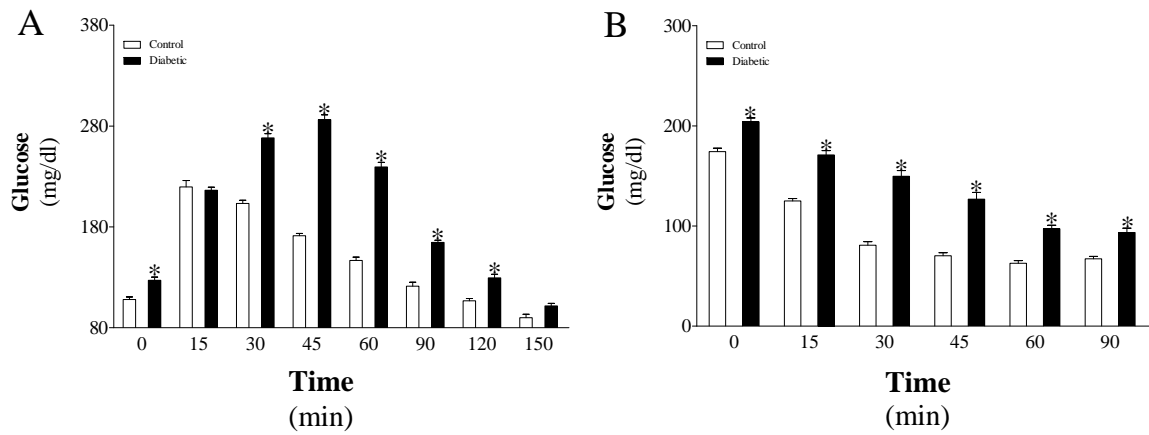 A
380
Control
Diabetic
Glucose
(mg/dl)
280
180
80
* * * * * *
0 15 30 45 60 90 120 150
Time
(min)
B
300
Control
Diabetic
Glucose
(mg/dl)
200
100
0
* * * * * *
0 15 30 45 60 90
Time
(min)